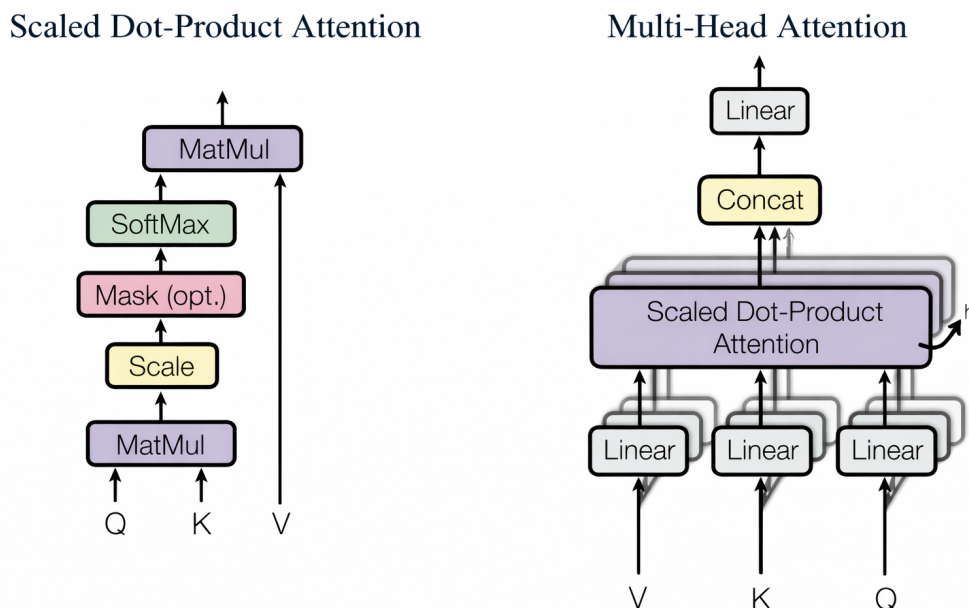 Scaled Dot-Product Attention
MatMul
SoftMax
Mask (opt.)
Scale
MatMul
Q K V
Multi-Head Attention
Linear
Concat
Scaled Dot-Product
Attention
h
Linear Linear Linear
V K Q